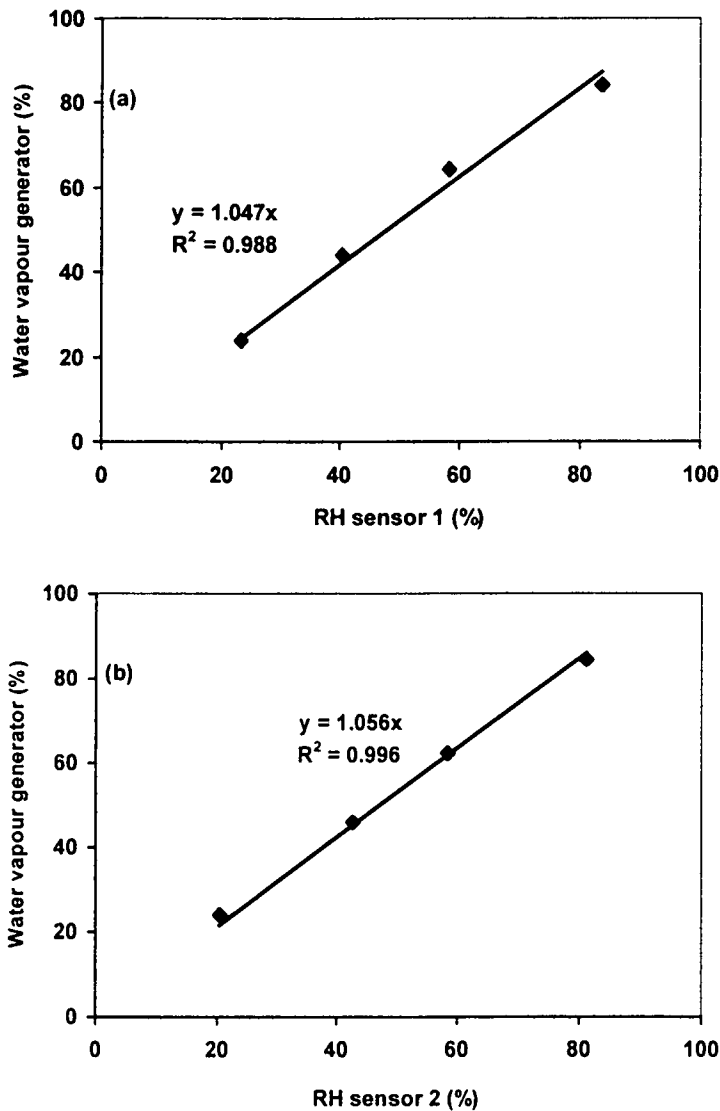 100
80
60
40
20
0
Water vapour generator (%)
(a)
y = 1.047x
R² = 0.988
0 20 40 60 80 100
RH sensor 1 (%)
100
80
60
40
20
0
Water vapour generator (%)
(b)
y = 1.056x
R² = 0.996
0 20 40 60 80 100
RH sensor 2 (%)